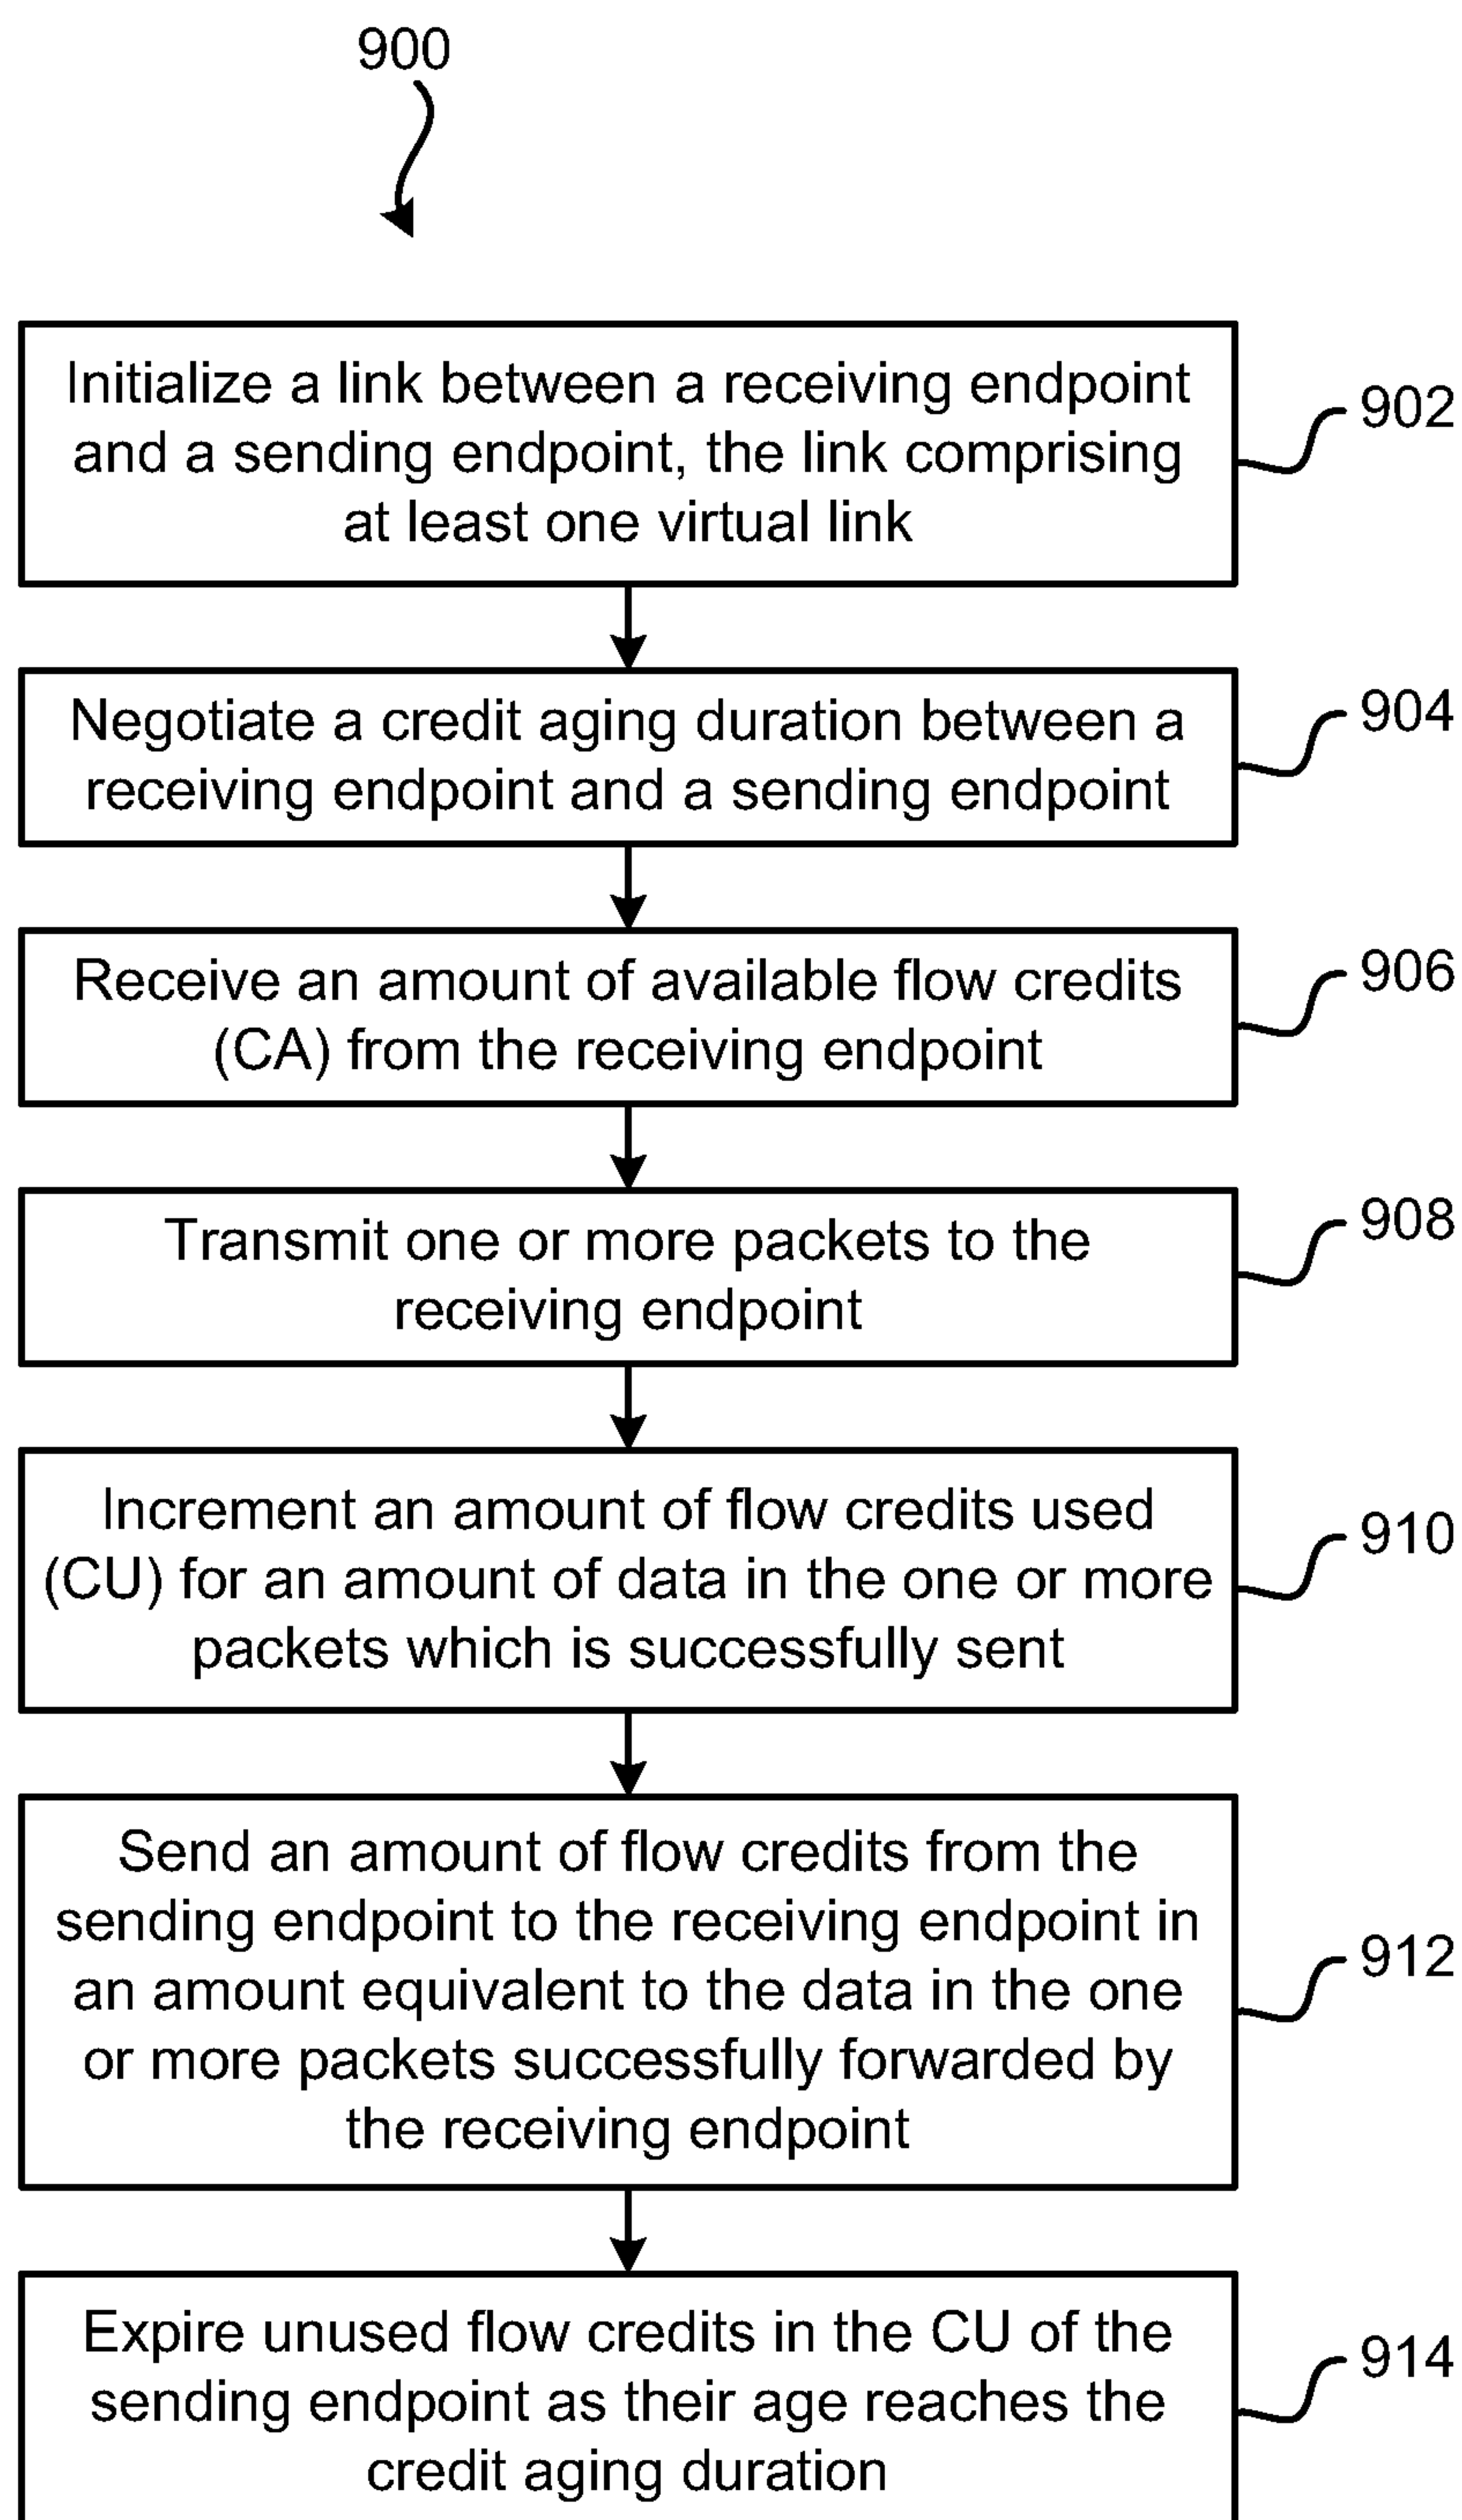 900
Initialize a link between a receiving endpoint
and a sending endpoint, the link comprising
at least one virtual link
902
Negotiate a credit aging duration between a
receiving endpoint and a sending endpoint
904
Receive an amount of available flow credits
(CA) from the receiving endpoint
906
Transmit one or more packets to the
receiving endpoint
908
Increment an amount of flow credits used
(CU) for an amount of data in the one or more
packets which is successfully sent
910
Send an amount of flow credits from the
sending endpoint to the receiving endpoint in
an amount equivalent to the data in the one
or more packets successfully forwarded by
the receiving endpoint
912
Expire unused flow credits in the CU of the
sending endpoint as their age reaches the
credit aging duration
914